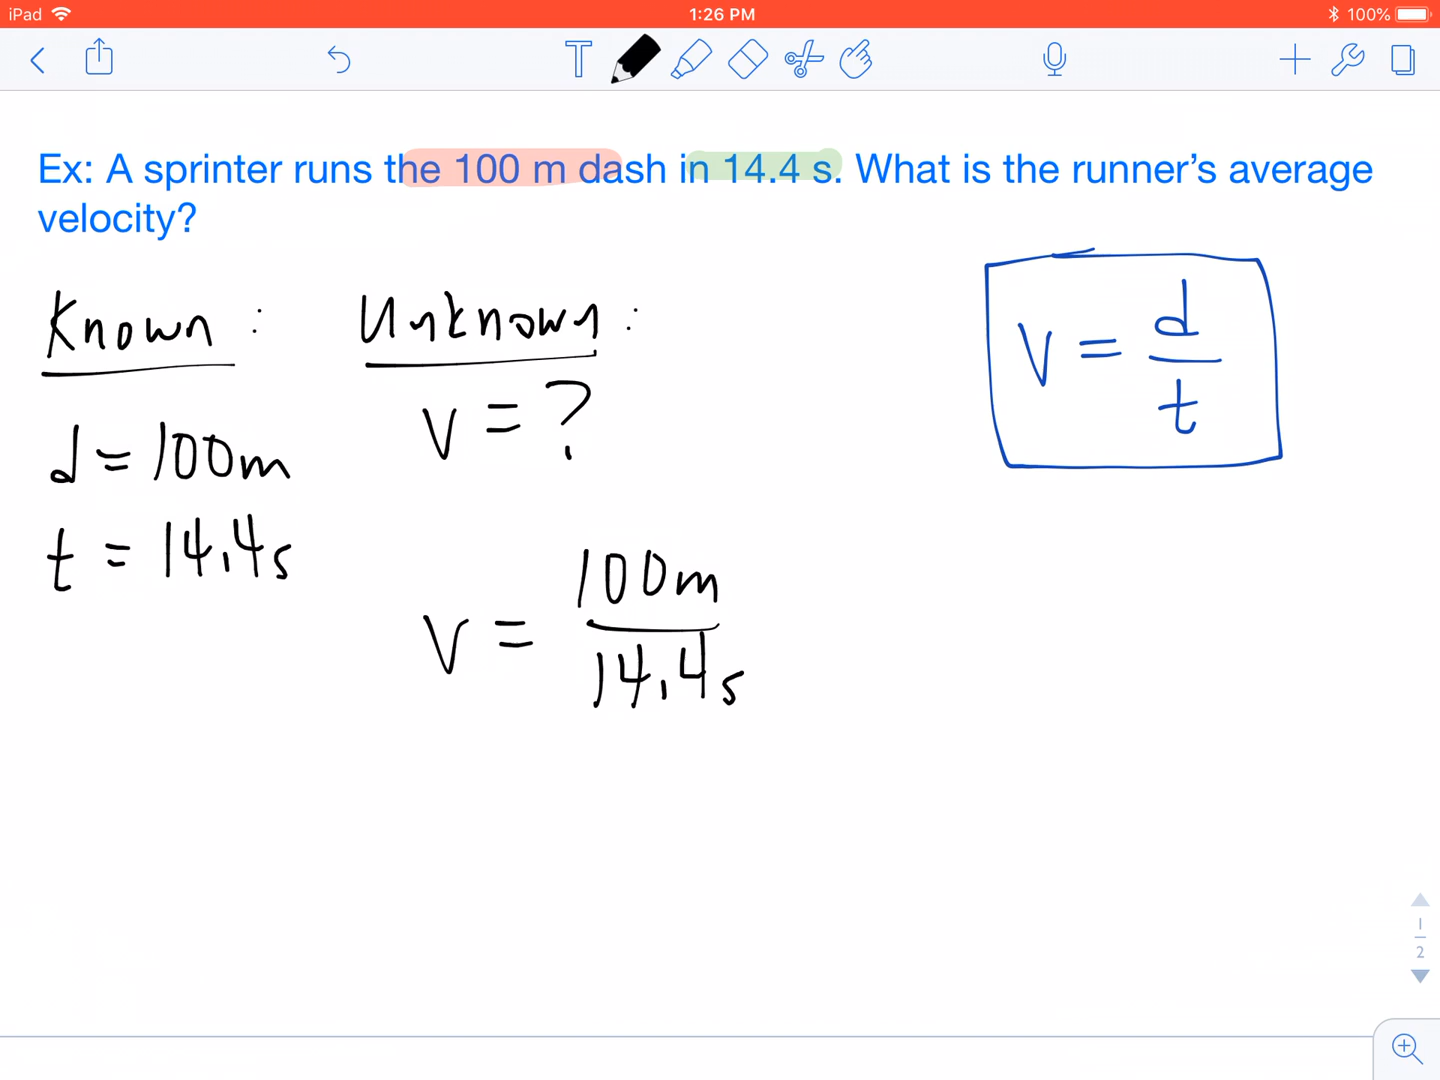 iPad 1:26 PM 100%
T
Ex: A sprinter runs the 100 m dash in 14.4 s. What is the runner's average
velocity?
Known : Unknown :
d = 100m
t = 14.4s
v = ?
v = d/t
v = 100m/14.4s
1
2